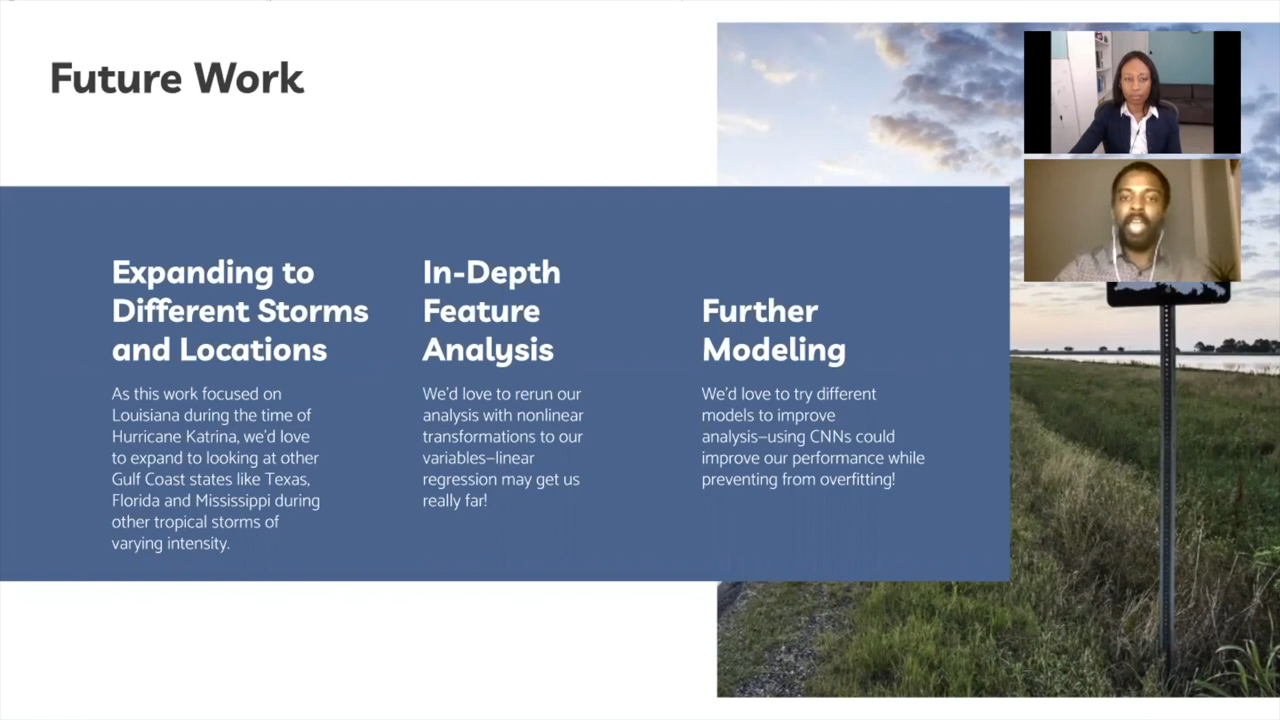 Future Work
Expanding to
Different Storms
and Locations
As this work focused on
Louisiana during the time of
Hurricane Katrina, we'd love
to expand to looking at other
Gulf Coast states like Texas,
Florida and Mississippi during
other tropical storms of
varying intensity.
In-Depth
Feature
Analysis
We'd love to rerun our
analysis with nonlinear
transformations to our
variables—linear
regression may get us
really far!
Further
Modeling
We'd love to try different
models to improve
analysis—using CNNs could
improve our performance while
preventing from overfitting!